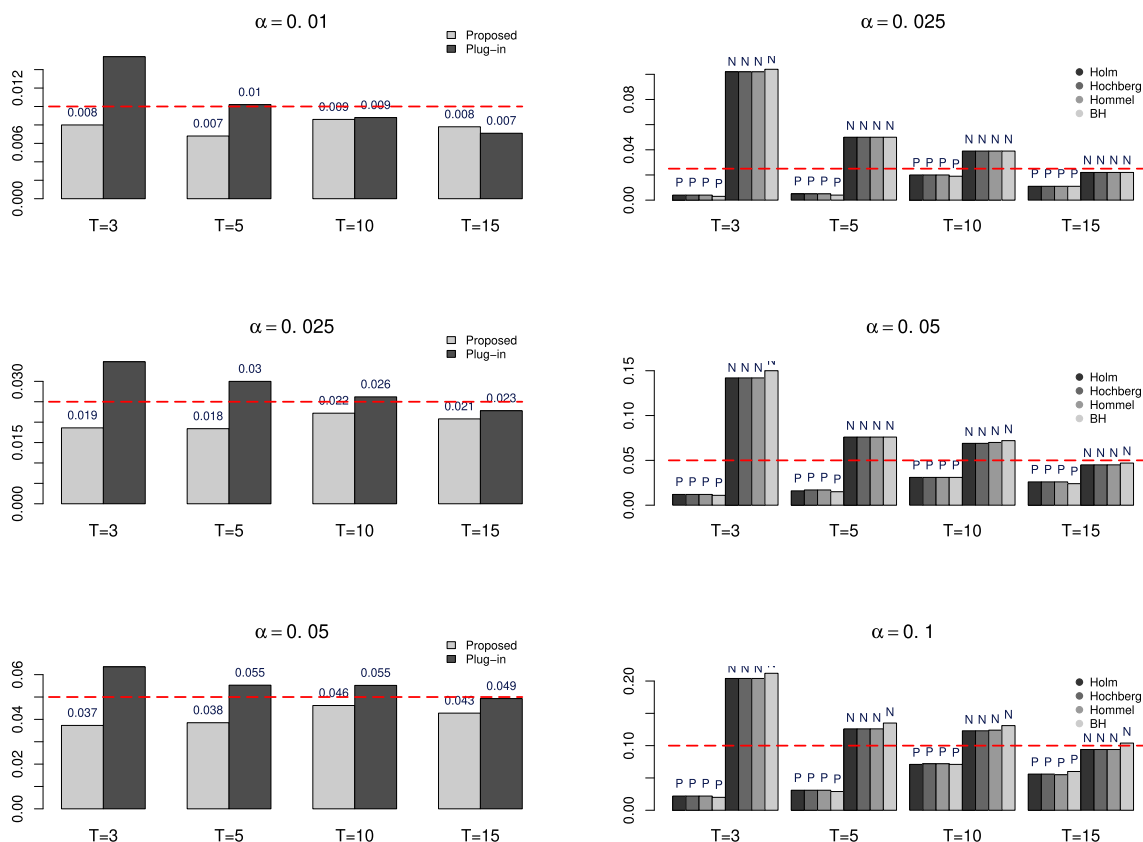 α = 0. 01
Proposed
Plug−in
0.012
0.006
0.000
0.008
0.007
0.01
0.009
0.009
0.008
0.007
T=3
T=5
T=10
T=15
α = 0. 025
Holm
Hochberg
Hommel
BH
0.08
0.04
0.00
P P P P
N N N N
P P P P
N N N N
P P P P
N N N N
P P P P
N N N N
T=3
T=5
T=10
T=15
α = 0. 025
Proposed
Plug−in
0.030
0.015
0.000
0.019
0.018
0.03
0.022
0.026
0.021
0.023
T=3
T=5
T=10
T=15
α = 0. 05
Holm
Hochberg
Hommel
BH
0.15
0.10
0.05
0.00
P P P P
N N N N
P P P P
N N N N
P P P P
N N N N
P P P P
N N N N
T=3
T=5
T=10
T=15
α = 0. 05
Proposed
Plug−in
0.06
0.04
0.02
0.00
0.037
0.038
0.055
0.046
0.055
0.043
0.049
T=3
T=5
T=10
T=15
α = 0. 1
Holm
Hochberg
Hommel
BH
0.20
0.10
0.00
P P P P
N N N N
P P P P
N N N N
P P P P
N N N N
P P P P
N N N N
T=3
T=5
T=10
T=15